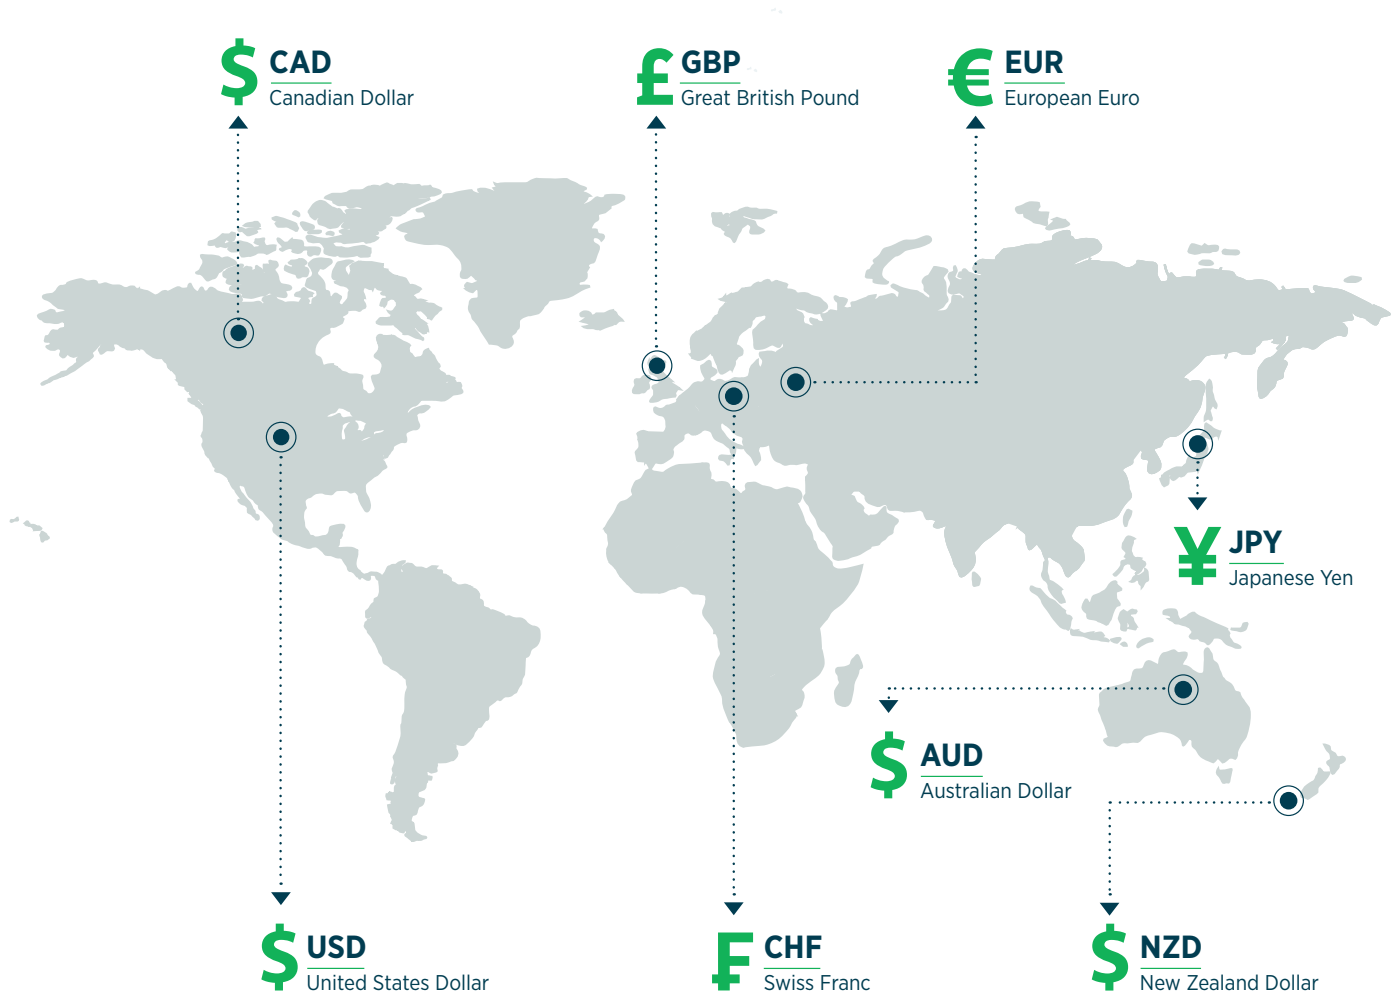 $ CAD
Canadian Dollar
£ GBP
Great British Pound
€ EUR
European Euro
¥ JPY
Japanese Yen
$ AUD
Australian Dollar
$ USD
United States Dollar
₣ CHF
Swiss Franc
$ NZD
New Zealand Dollar